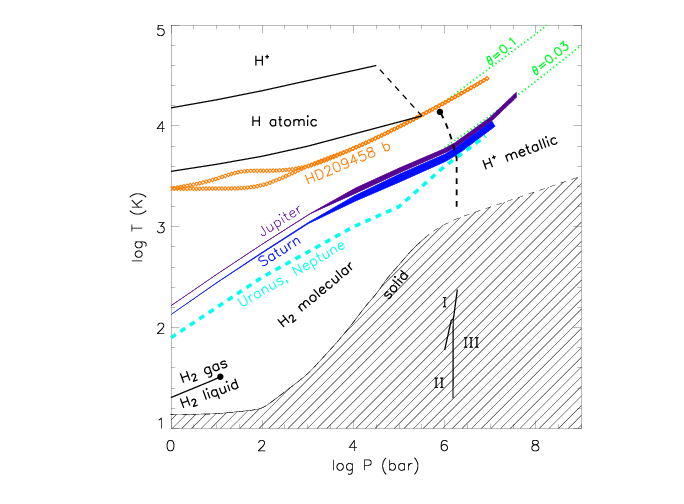 5
4
3
2
1
log T (K)
H⁺
H atomic
θ=0.1
θ=0.03
HD209458 b
H⁺ metallic
Jupiter
Saturn
Uranus, Neptune
H₂ molecular
solid
I
III
II
H₂ gas
H₂ liquid
0 2 4 6 8
log P (bar)